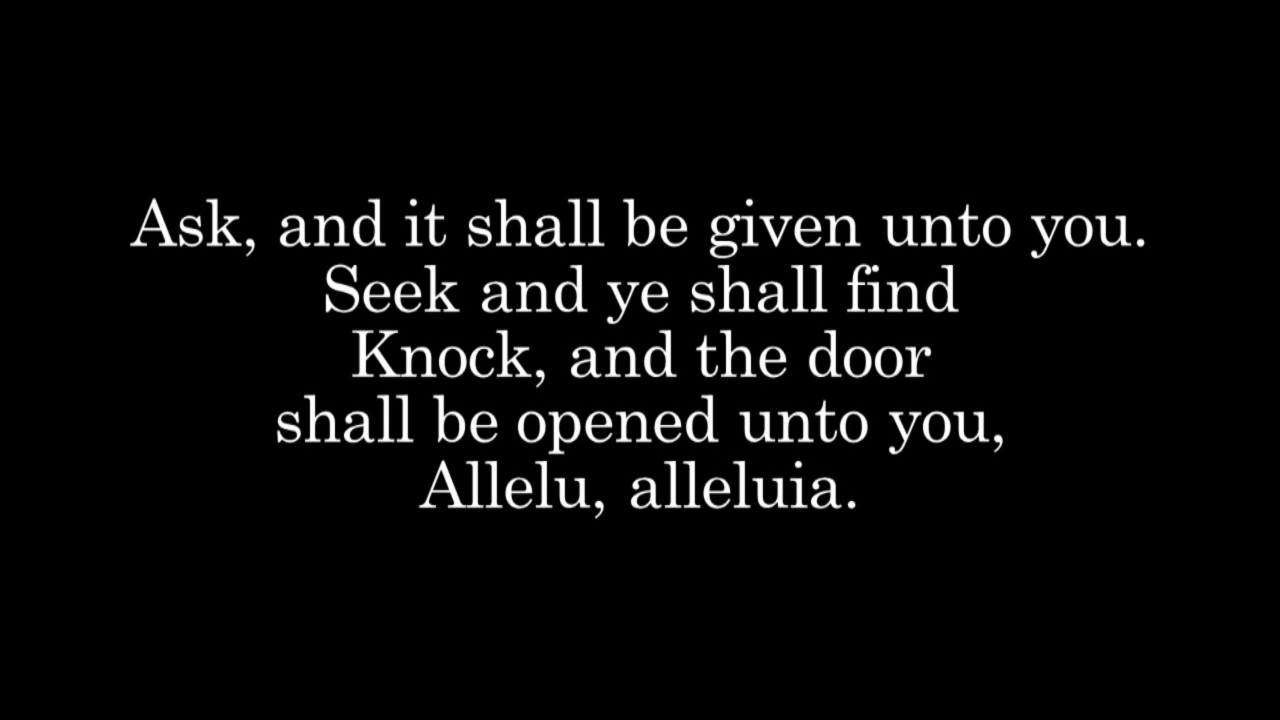 Ask, and it shall be given unto you.
Seek and ye shall find
Knock, and the door
shall be opened unto you,
Allelu, alleluia.